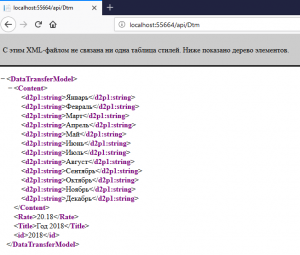 localhost:55664/api/Dtm
localhost:55664/api/Dtm
С этим XML-файлом не связана ни одна таблица стилей. Ниже показано дерево элементов.
−<DataTransferModel>
−<Content>
<d2p1:string>Январь</d2p1:string>
<d2p1:string>Февраль</d2p1:string>
<d2p1:string>Март</d2p1:string>
<d2p1:string>Апрель</d2p1:string>
<d2p1:string>Май</d2p1:string>
<d2p1:string>Июнь</d2p1:string>
<d2p1:string>Июль</d2p1:string>
<d2p1:string>Август</d2p1:string>
<d2p1:string>Сентябрь</d2p1:string>
<d2p1:string>Октябрь</d2p1:string>
<d2p1:string>Ноябрь</d2p1:string>
<d2p1:string>Декабрь</d2p1:string>
</Content>
<Rate>20.18</Rate>
<Title>Год 2018</Title>
<id>2018</id>
</DataTransferModel>